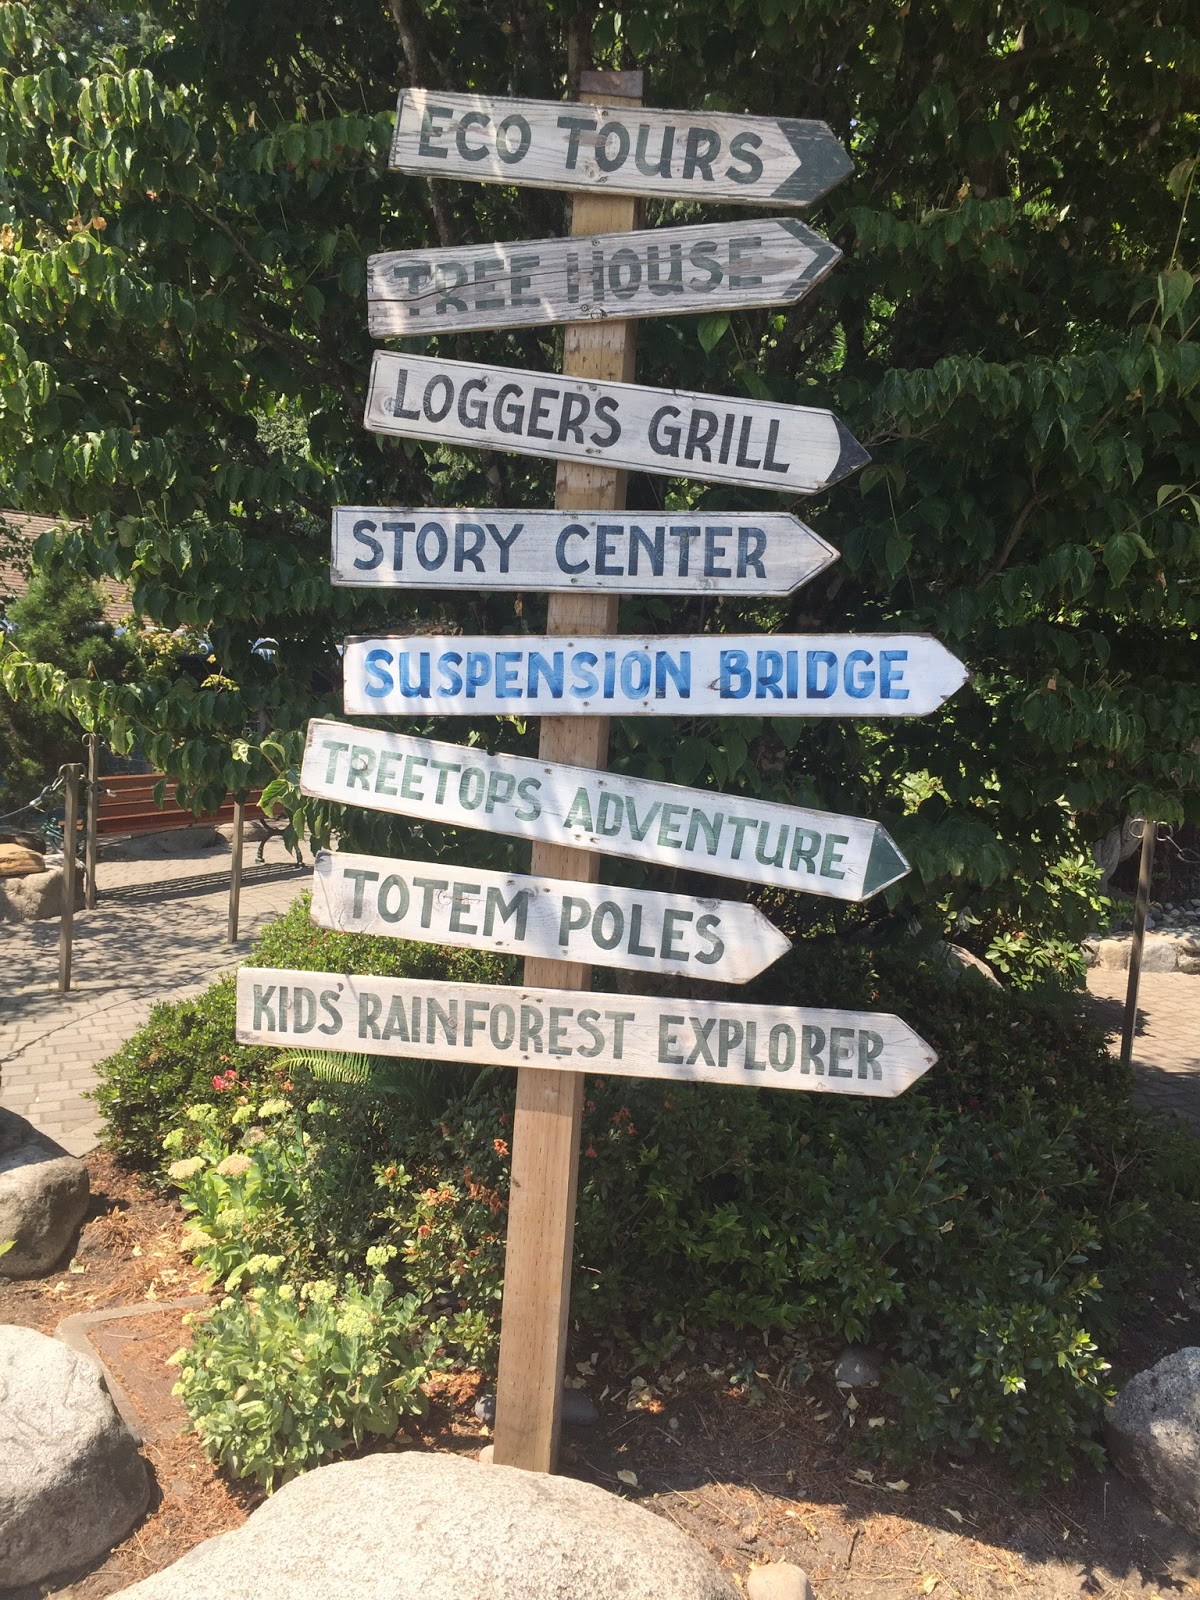 ECO TOURS
TREE HOUSE
LOGGERS GRILL
STORY CENTER
SUSPENSION BRIDGE
TREETOPS ADVENTURE
TOTEM POLES
KIDS' RAINFOREST EXPLORER